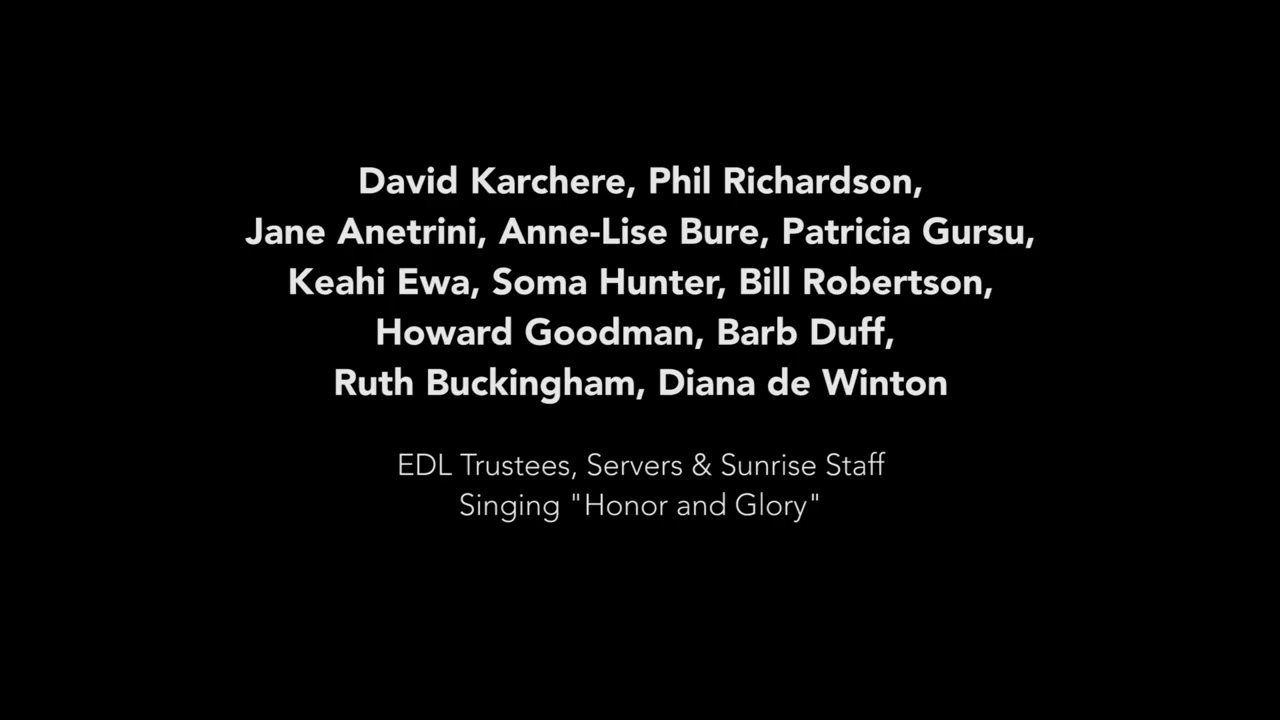 David Karchere, Phil Richardson,
Jane Anetrini, Anne-Lise Bure, Patricia Gursu,
Keahi Ewa, Soma Hunter, Bill Robertson,
Howard Goodman, Barb Duff,
Ruth Buckingham, Diana de Winton
EDL Trustees, Servers & Sunrise Staff
Singing "Honor and Glory"